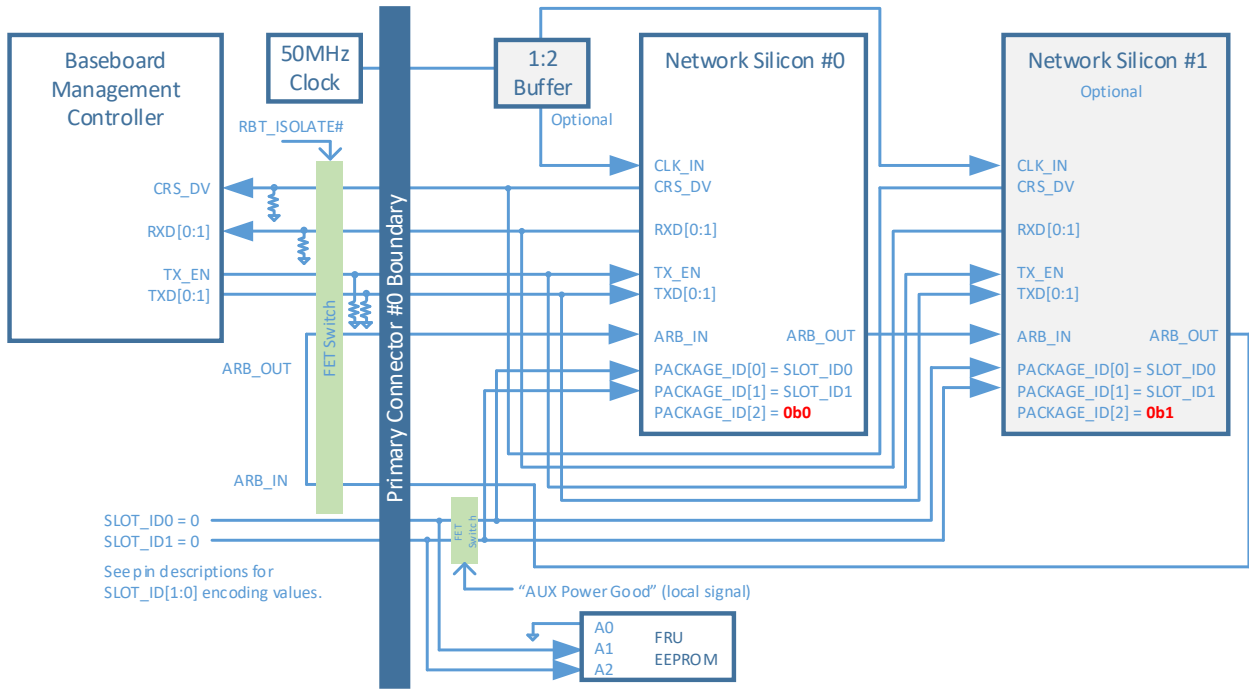 Baseboard
Management
Controller
50MHz
Clock
1:2
Buffer
Optional
Network Silicon #0
Network Silicon #1
Optional
RBT_ISOLATE#
CRS_DV
RXD[0:1]
TX_EN
TXD[0:1]
FET Switch
Primary Connector #0 Boundary
CLK_IN
CRS_DV
RXD[0:1]
TX_EN
TXD[0:1]
ARB_IN
ARB_OUT
PACKAGE_ID[0] = SLOT_ID0
PACKAGE_ID[1] = SLOT_ID1
PACKAGE_ID[2] = 0b0
CLK_IN
CRS_DV
RXD[0:1]
TX_EN
TXD[0:1]
ARB_IN
ARB_OUT
PACKAGE_ID[0] = SLOT_ID0
PACKAGE_ID[1] = SLOT_ID1
PACKAGE_ID[2] = 0b1
ARB_OUT
ARB_IN
SLOT_ID0 = 0
SLOT_ID1 = 0
See pin descriptions for
SLOT_ID[1:0] encoding values.
FET
Switch
“AUX Power Good” (local signal)
A0
A1
A2
FRU
EEPROM